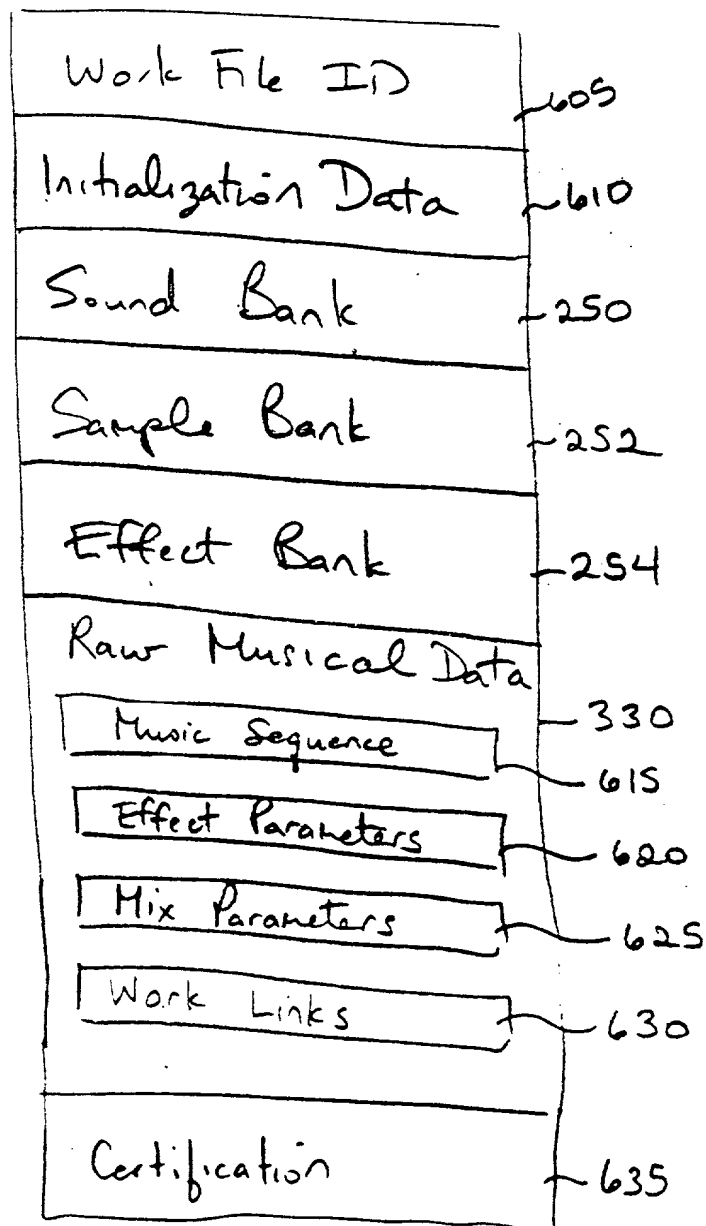 Work File ID
605
Initialization Data
610
Sound Bank
250
Sample Bank
252
Effect Bank
254
Raw Musical Data
330
Music Sequence
615
Effect Parameters
620
Mix Parameters
625
Work Links
630
Certification
635